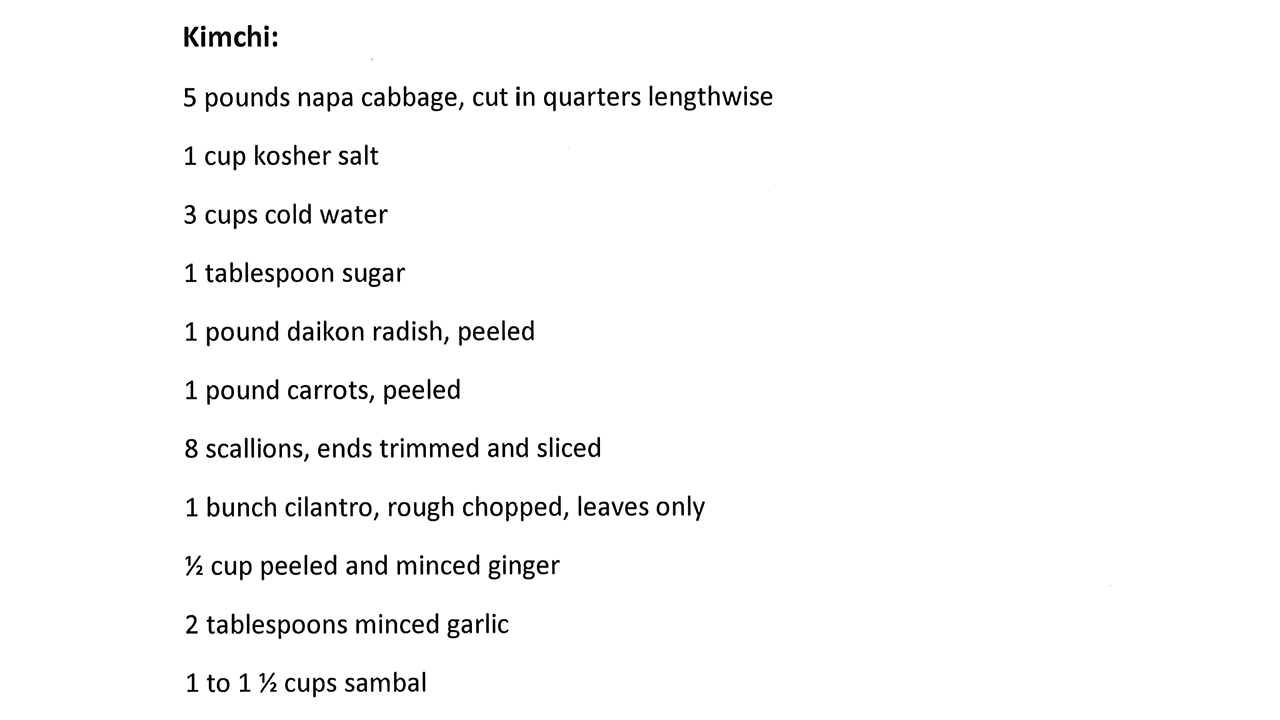 Kimchi:
5 pounds napa cabbage, cut in quarters lengthwise
1 cup kosher salt
3 cups cold water
1 tablespoon sugar
1 pound daikon radish, peeled
1 pound carrots, peeled
8 scallions, ends trimmed and sliced
1 bunch cilantro, rough chopped, leaves only
½ cup peeled and minced ginger
2 tablespoons minced garlic
1 to 1 ½ cups sambal